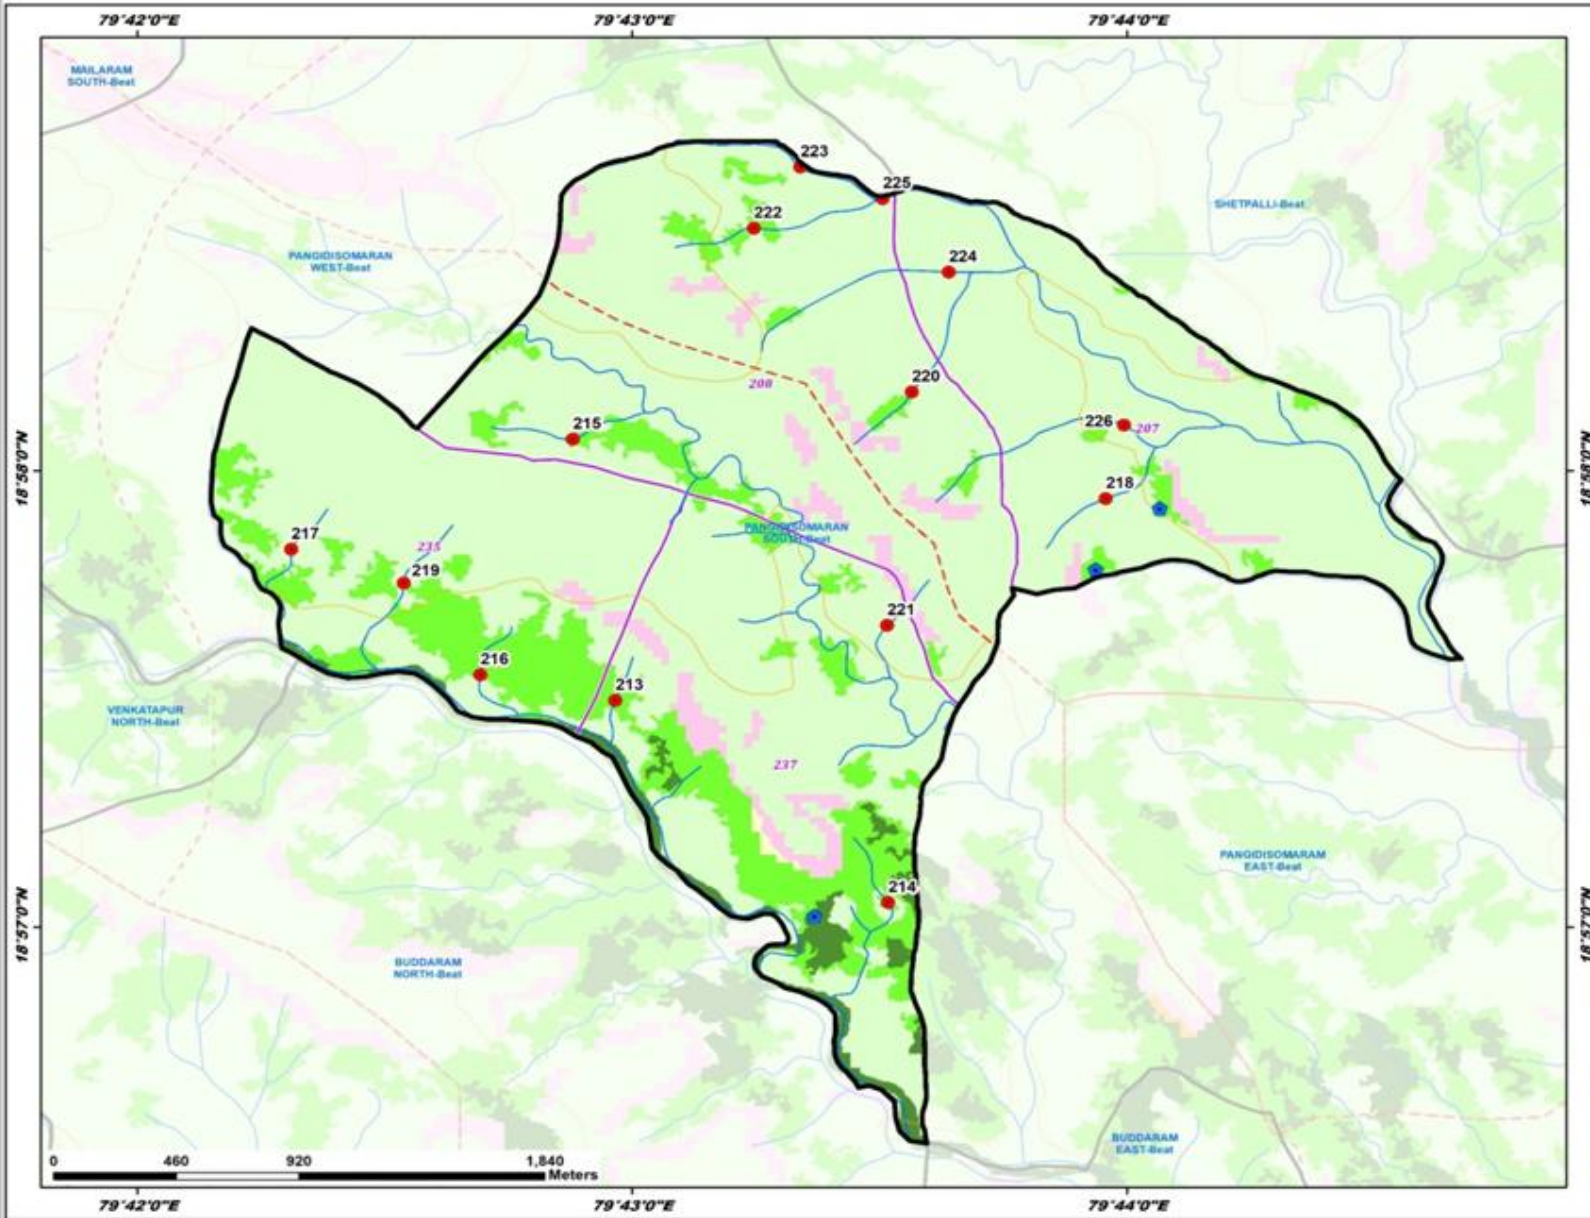 79°42'0"E
79°43'0"E
79°44'0"E
MAILARAM
SOUTH-Beat
223
225
SHETPALLI-Beat
222
PANGIDISOMARAN
WEST-Beat
224
208
220
215
226
207
18°58'0"N
18°58'0"N
218
PANGIDISOMARAN
SOUTH-Beat
217
235
219
221
216
213
VENKATAPUR
NORTH-Beat
237
PANGIDISOMARAM
EAST-Beat
214
18°57'0"N
18°57'0"N
BUDDARAM
NORTH-Beat
BUDDARAM
EAST-Beat
0
460
920
1,840
Meters
79°42'0"E
79°43'0"E
79°44'0"E